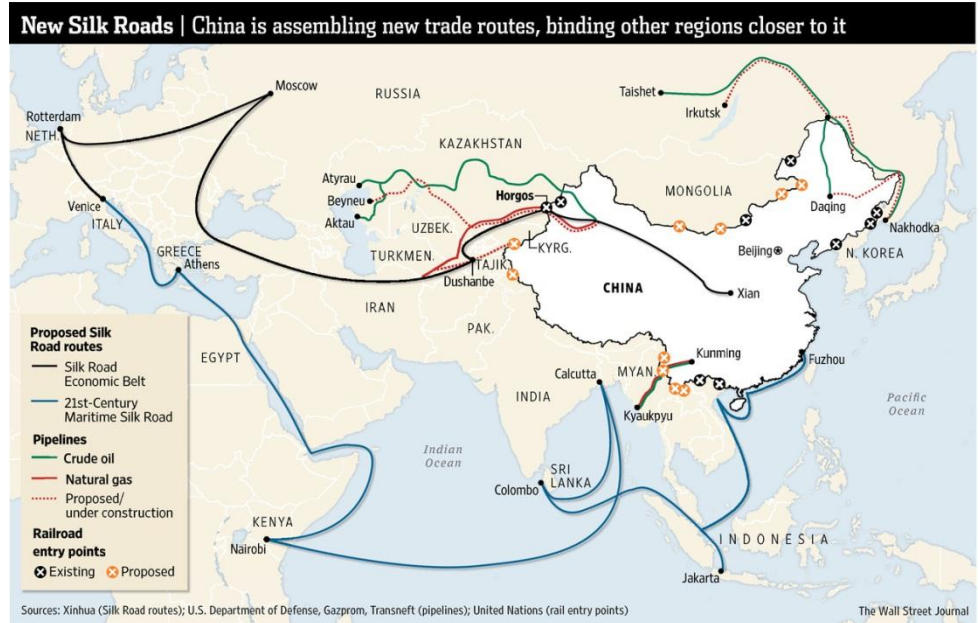 New Silk Roads | China is assembling new trade routes, binding other regions closer to it
Moscow
RUSSIA
Taishet
Irkutsk
Rotterdam
NETH.
KAZAKHSTAN
Atyrau
Beyneu
Aktau
Horgos
MONGOLIA
Daqing
Nakhodka
Venice
ITALY
UZBEK.
KYRG.
Beijing
N. KOREA
GREECE
Athens
TURKMEN.
TAJIK.
Dushanbe
CHINA
Xian
IRAN
PAK.
EGYPT
Calcutta
MYAN.
Kunming
Fuzhou
INDIA
Kyaukpyu
Pacific
Ocean
Indian
Ocean
SRI
LANKA
Colombo
KENYA
Nairobi
INDONESIA
Jakarta
Proposed Silk
Road routes
Silk Road
Economic Belt
21st-Century
Maritime Silk Road
Pipelines
Crude oil
Natural gas
Proposed/
under construction
Railroad
entry points
Existing
Proposed
Sources: Xinhua (Silk Road routes); U.S. Department of Defense, Gazprom, Transneft (pipelines); United Nations (rail entry points)
The Wall Street Journal